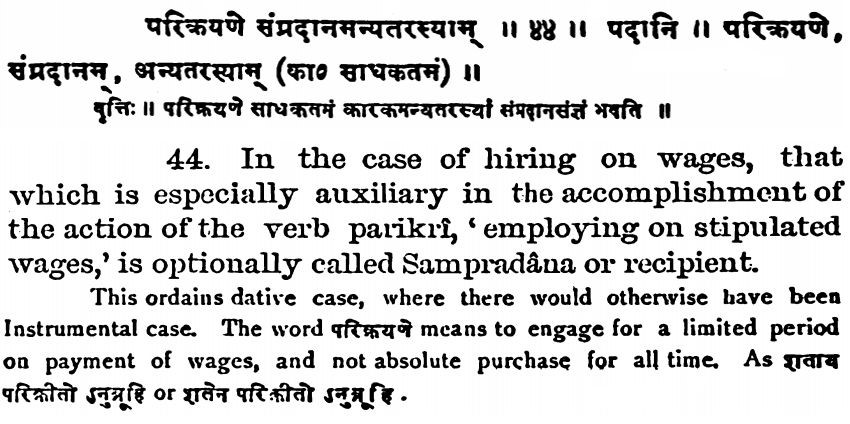 परिक्रयणे संप्रदानमन्यतरस्याम् ॥ ४४ ॥ पदानि ॥ परिक्रयणे,
संप्रदानम्, अन्यतरस्याम् (का० साधकतमं) ॥
वृत्तिः ॥ परिक्रयणे साधकतमं कारकमन्यतरस्यां संप्रदानसंज्ञं भवति ॥
44. In the case of hiring on wages, that
which is especially auxiliary in the accomplishment of
the action of the verb parikrî, ‘employing on stipulated
wages,’ is optionally called Sampradâna or recipient.
This ordains dative case, where there would otherwise have been
Instrumental case. The word परिक्रयणे means to engage for a limited period
on payment of wages, and not absolute purchase for all time. As शताय
परिक्रीतो ऽनुब्रूहि or शतेन परिक्रीतो ऽनुब्रूहि.